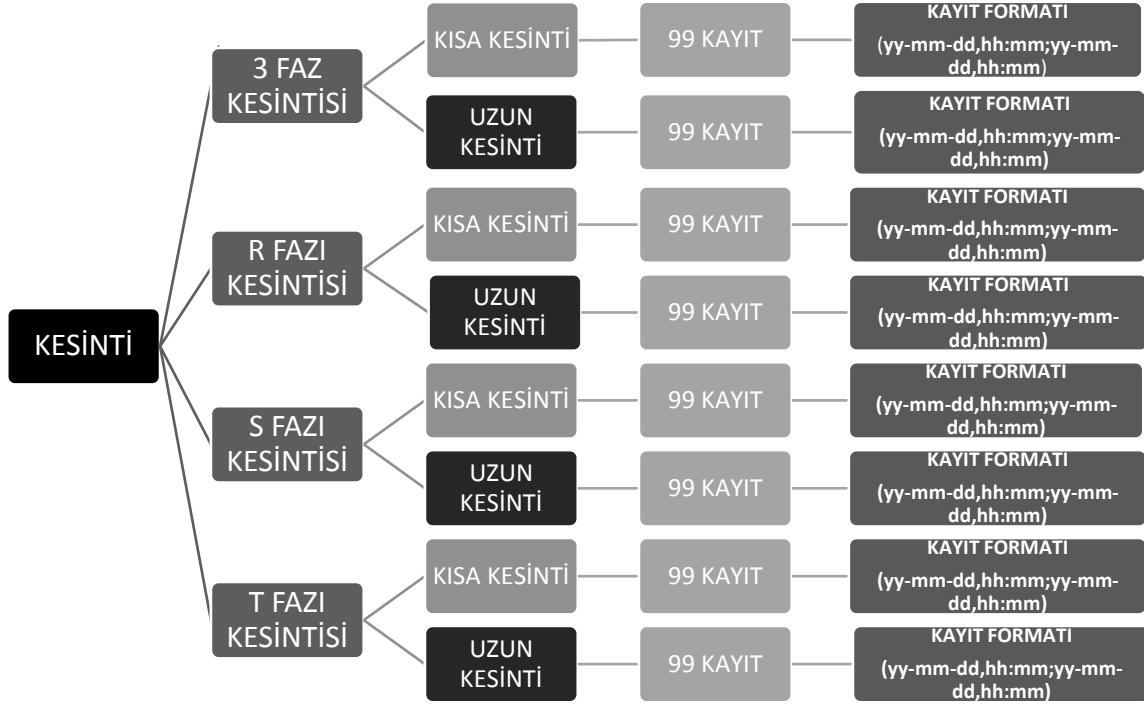 KESİNTİ
3 FAZ
KESİNTİSİ
KISA KESİNTİ
99 KAYIT
KAYIT FORMATI
(yy-mm-dd,hh:mm;yy-mm-
dd,hh:mm)
UZUN
KESİNTİ
99 KAYIT
KAYIT FORMATI
(yy-mm-dd,hh:mm;yy-mm-
dd,hh:mm)
R FAZI
KESİNTİSİ
KISA KESİNTİ
99 KAYIT
KAYIT FORMATI
(yy-mm-dd,hh:mm;yy-mm-
dd,hh:mm)
UZUN
KESİNTİ
99 KAYIT
KAYIT FORMATI
(yy-mm-dd,hh:mm;yy-mm-
dd,hh:mm)
S FAZI
KESİNTİSİ
KISA KESİNTİ
99 KAYIT
KAYIT FORMATI
(yy-mm-dd,hh:mm;yy-mm-
dd,hh:mm)
UZUN
KESİNTİ
99 KAYIT
KAYIT FORMATI
(yy-mm-dd,hh:mm;yy-mm-
dd,hh:mm)
T FAZI
KESİNTİSİ
KISA KESİNTİ
99 KAYIT
KAYIT FORMATI
(yy-mm-dd,hh:mm;yy-mm-
dd,hh:mm)
UZUN
KESİNTİ
99 KAYIT
KAYIT FORMATI
(yy-mm-dd,hh:mm;yy-mm-
dd,hh:mm)